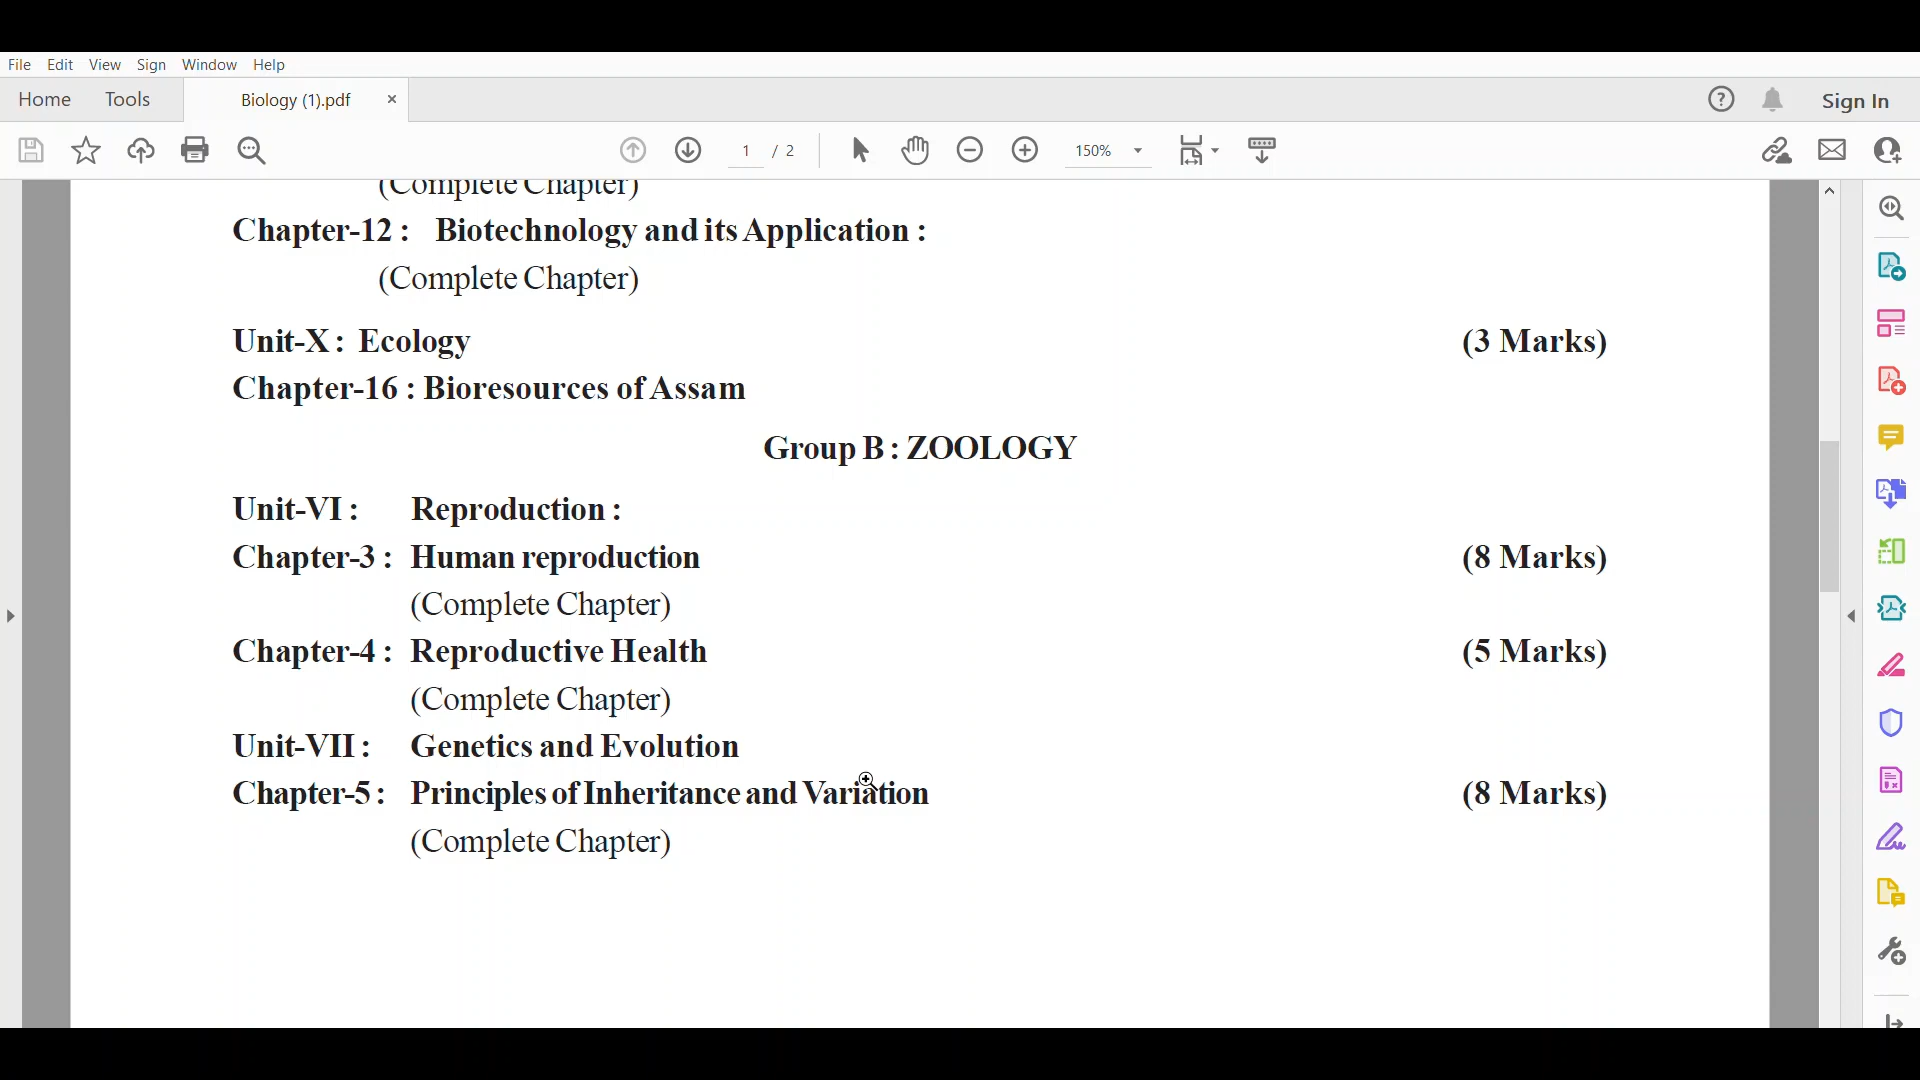 File Edit View Sign Window Help
Home Tools Biology (1).pdf × Sign In
1 / 2 150%
(Complete Chapter)
Chapter-12 : Biotechnology and its Application :
(Complete Chapter)
Unit-X : Ecology (3 Marks)
Chapter-16 : Bioresources of Assam
Group B : ZOOLOGY
Unit-VI : Reproduction :
Chapter-3 : Human reproduction (8 Marks)
(Complete Chapter)
Chapter-4 : Reproductive Health (5 Marks)
(Complete Chapter)
Unit-VII : Genetics and Evolution
Chapter-5 : Principles of Inheritance and Variation (8 Marks)
(Complete Chapter)